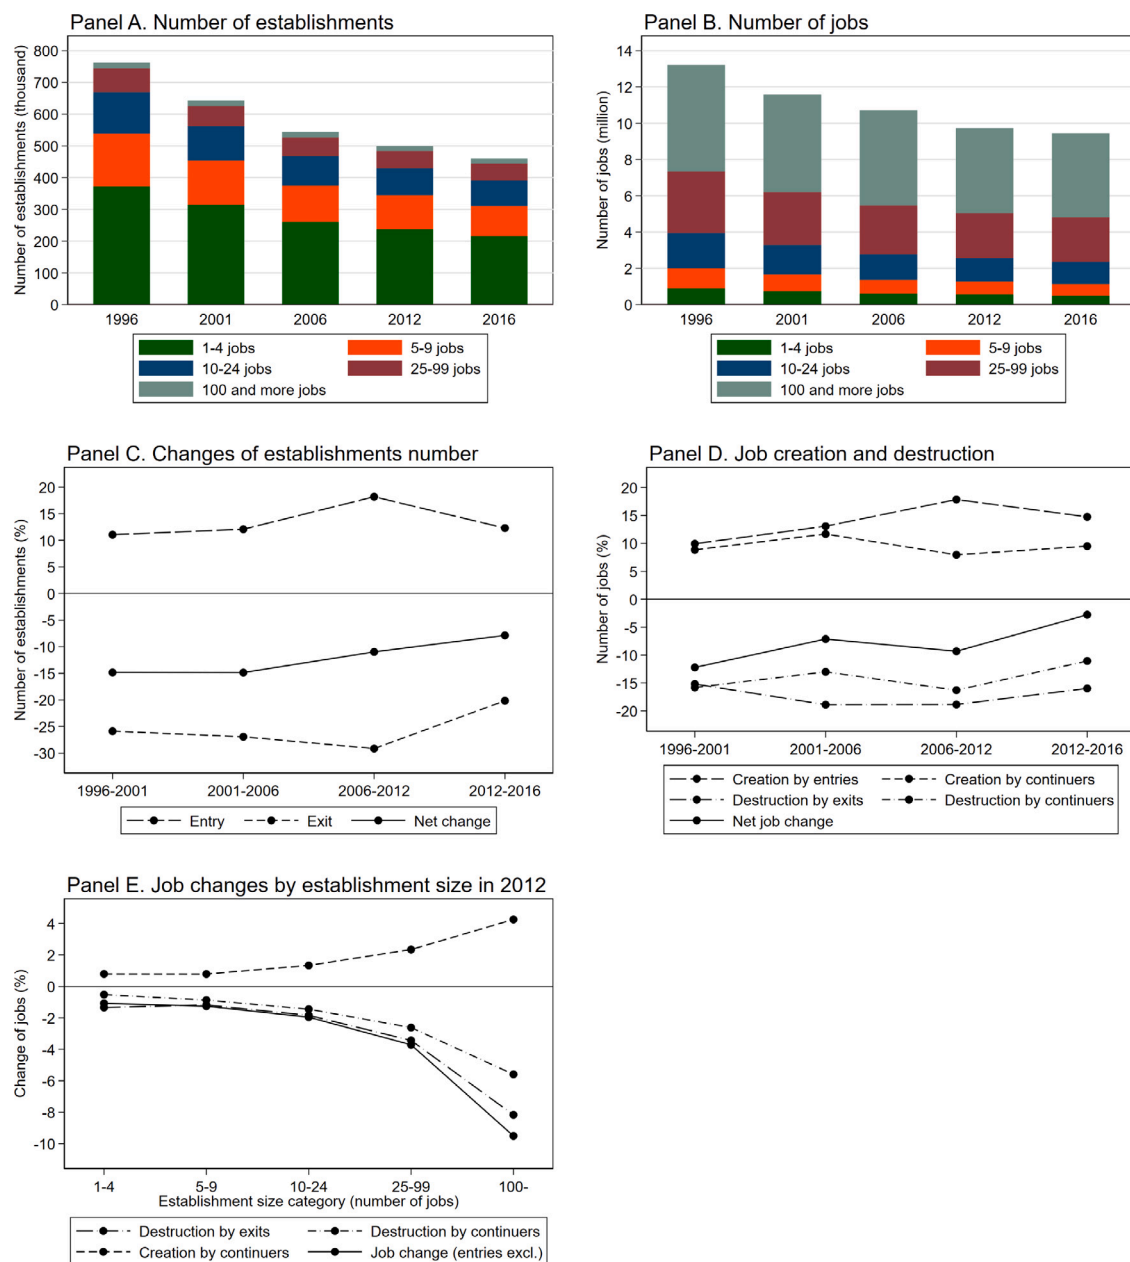 Panel A. Number of establishments
Number of establishments (thousand)
800
700
600
500
400
300
200
100
0
1996 2001 2006 2012 2016
1-4 jobs 5-9 jobs
10-24 jobs 25-99 jobs
100 and more jobs
Panel B. Number of jobs
Number of jobs (million)
14
12
10
8
6
4
2
0
1996 2001 2006 2012 2016
1-4 jobs 5-9 jobs
10-24 jobs 25-99 jobs
100 and more jobs
Panel C. Changes of establishments number
Number of establishments (%)
20
15
10
5
0
-5
-10
-15
-20
-25
-30
1996-2001 2001-2006 2006-2012 2012-2016
Entry Exit Net change
Panel D. Job creation and destruction
Number of jobs (%)
20
15
10
5
0
-5
-10
-15
-20
1996-2001 2001-2006 2006-2012 2012-2016
Creation by entries Creation by continuers
Destruction by exits Destruction by continuers
Net job change
Panel E. Job changes by establishment size in 2012
Change of jobs (%)
4
2
0
-2
-4
-6
-8
-10
1-4 5-9 10-24 25-99 100-
Establishment size category (number of jobs)
Destruction by exits Destruction by continuers
Creation by continuers Job change (entries excl.)